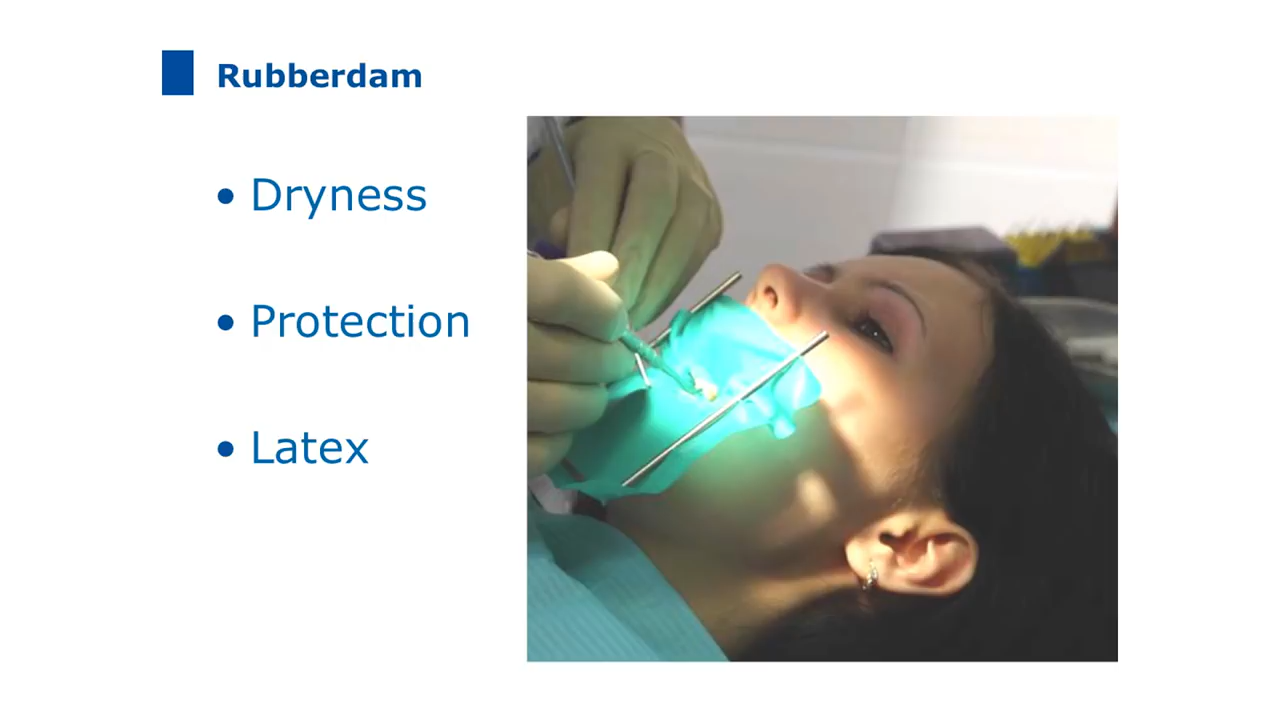 Rubberdam
• Dryness
• Protection
• Latex